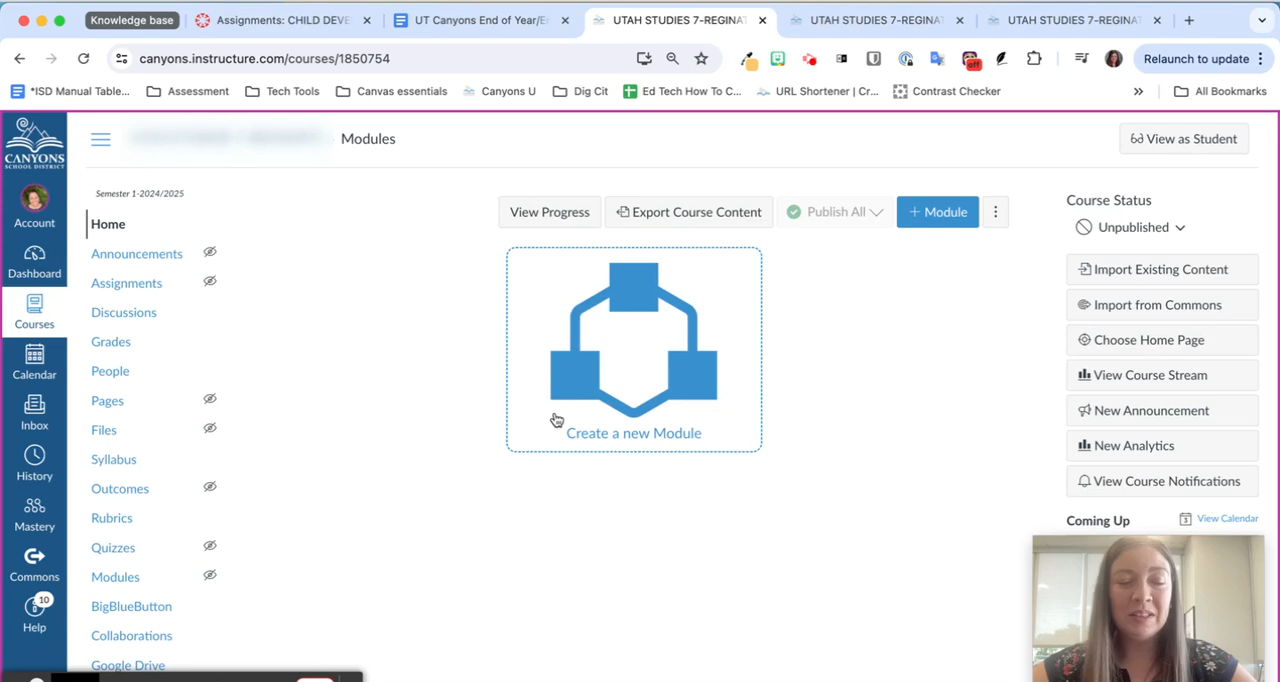 Knowledge base
Assignments: CHILD DEVE
UT Canyons End of Year/E
UTAH STUDIES 7-REGINA
UTAH STUDIES 7-REGINA
UTAH STUDIES 7-REGINA
canyons.instructure.com/courses/1850754
off
Relaunch to update
*ISD Manual Table...
Assessment
Tech Tools
Canvas essentials
Canyons U
Dig Cit
Ed Tech How To C...
URL Shortener | Cr...
Contrast Checker
All Bookmarks
CANYONS
SCHOOL DISTRICT
Account
Dashboard
Courses
Calendar
Inbox
History
Mastery
Commons
10
Help
Modules
View as Student
Semester 1-2024/2025
Home
Announcements
Assignments
Discussions
Grades
People
Pages
Files
Syllabus
Outcomes
Rubrics
Quizzes
Modules
BigBlueButton
Collaborations
Google Drive
View Progress
Export Course Content
Publish All
+ Module
Create a new Module
Course Status
Unpublished
Import Existing Content
Import from Commons
Choose Home Page
View Course Stream
New Announcement
New Analytics
View Course Notifications
Coming Up
View Calendar